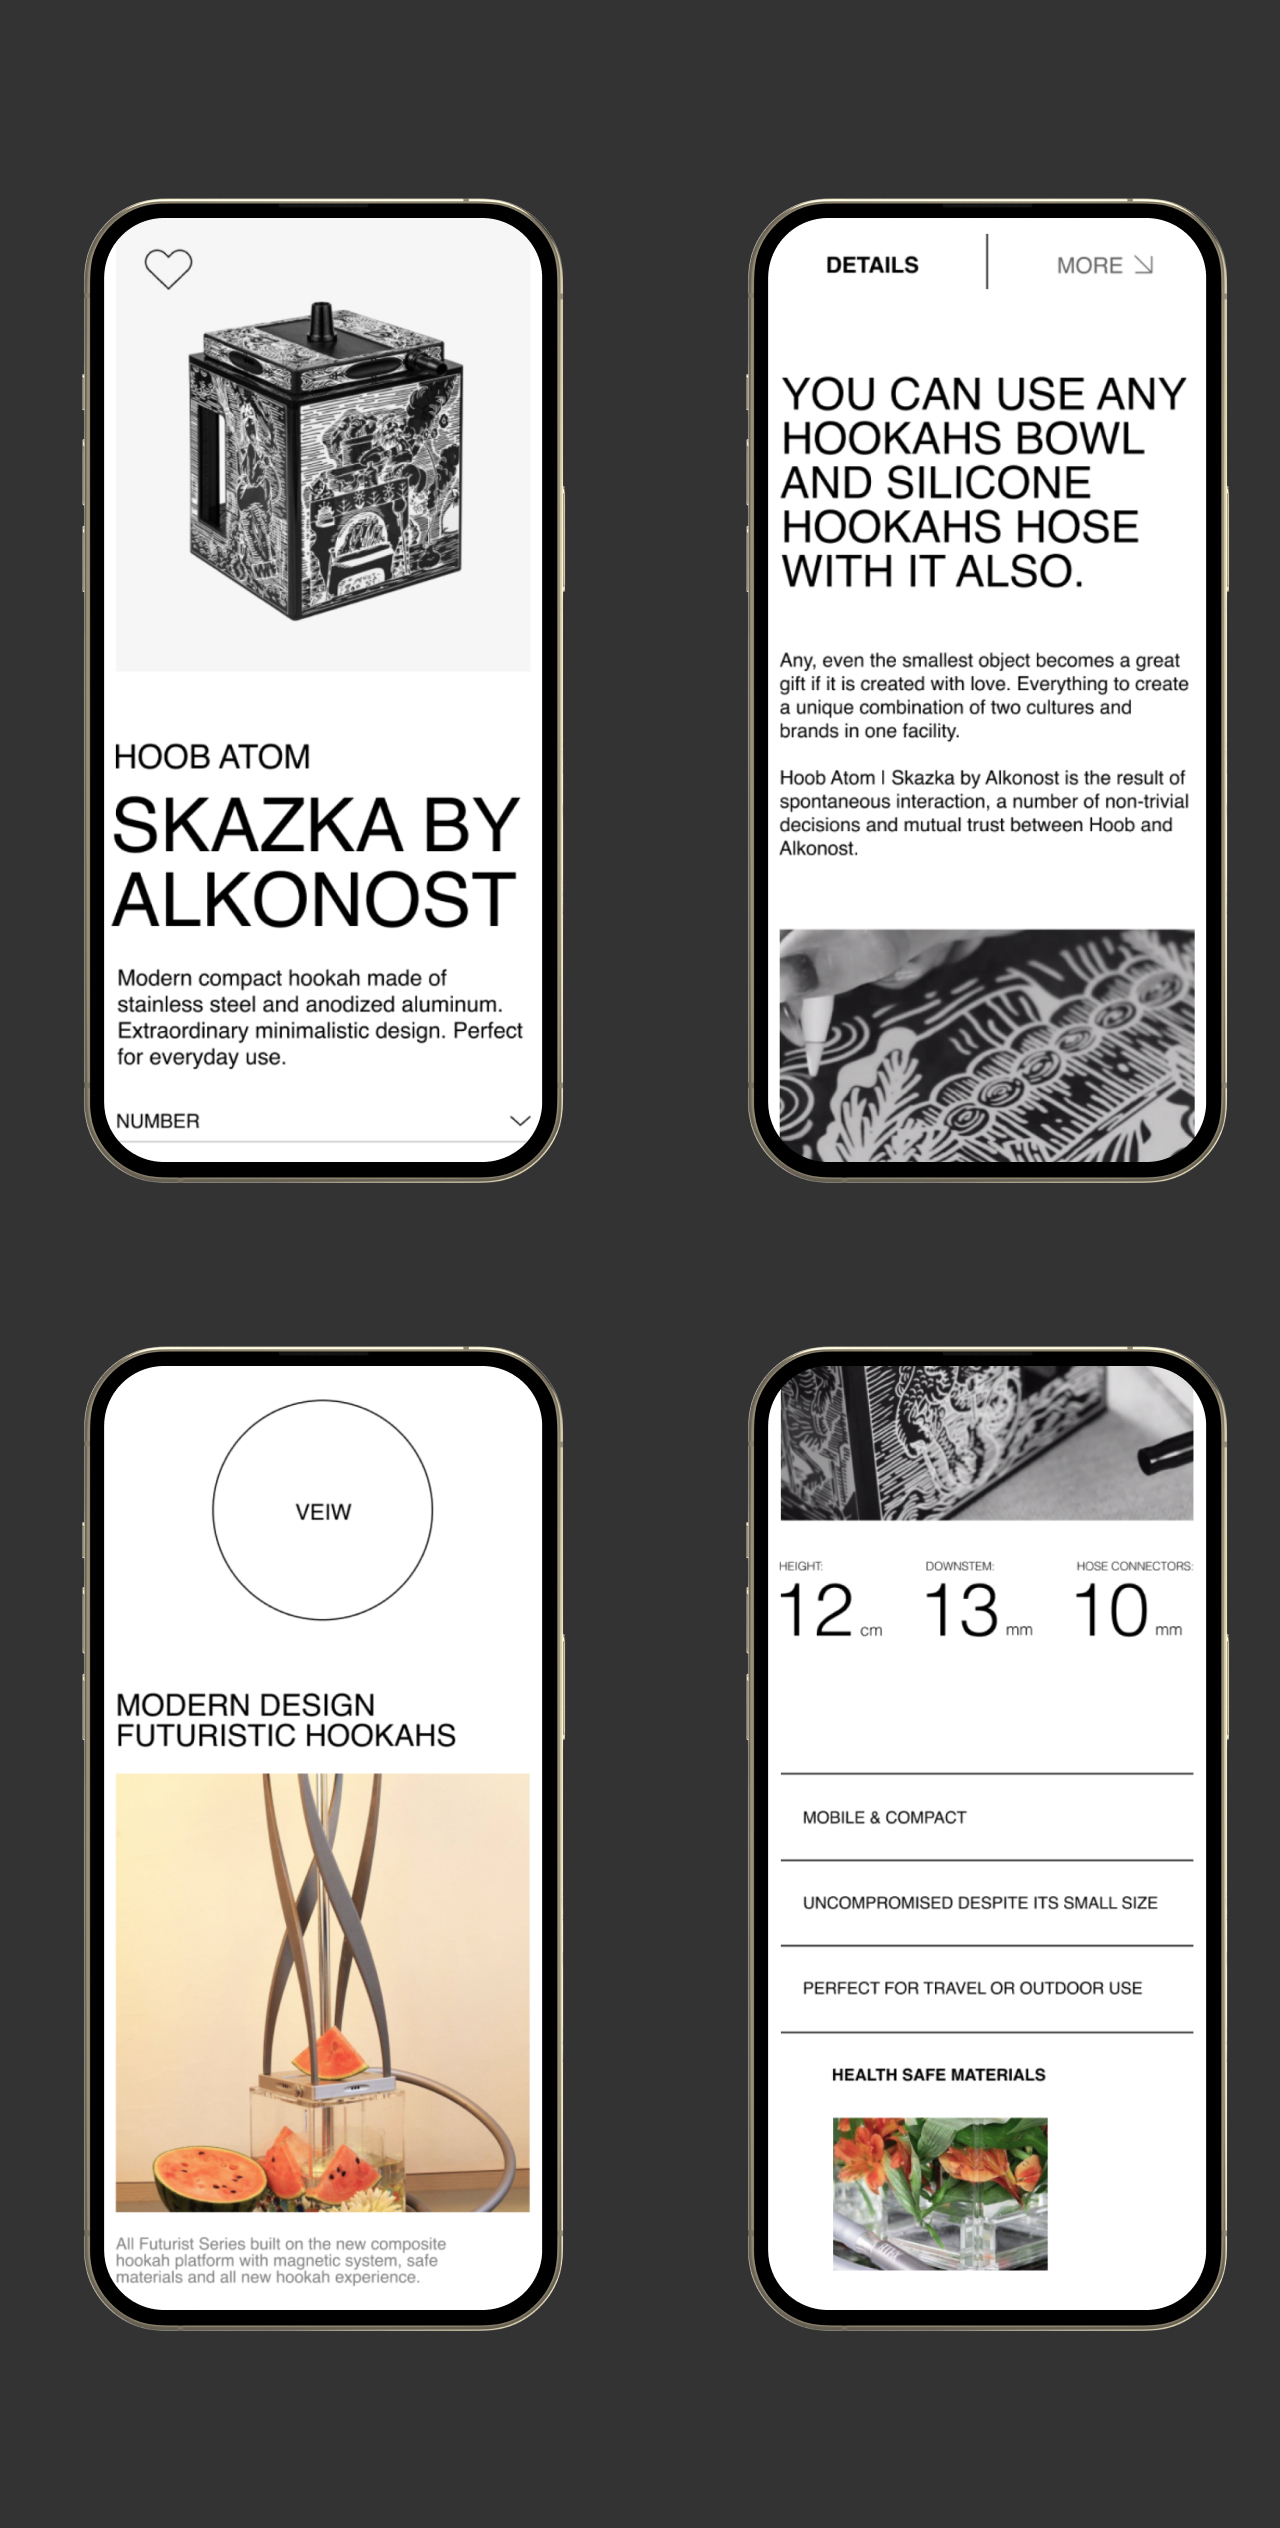 HOOB ATOM
SKAZKA BY
ALKONOST
Modern compact hookah made of
stainless steel and anodized aluminum.
Extraordinary minimalistic design. Perfect
for everyday use.
NUMBER
DETAILS
MORE
YOU CAN USE ANY
HOOKAHS BOWL
AND SILICONE
HOOKAHS HOSE
WITH IT ALSO.
Any, even the smallest object becomes a great
gift if it is created with love. Everything to create
a unique combination of two cultures and
brands in one facility.
Hoob Atom | Skazka by Alkonost is the result of
spontaneous interaction, a number of non-trivial
decisions and mutual trust between Hoob and
Alkonost.
VEIW
MODERN DESIGN
FUTURISTIC HOOKAHS
All Futurist Series built on the new composite
hookah platform with magnetic system, safe
materials and all new hookah experience.
HEIGHT: DOWNSTEM: HOSE CONNECTORS:
12 cm 13 mm 10 mm
MOBILE & COMPACT
UNCOMPROMISED DESPITE ITS SMALL SIZE
PERFECT FOR TRAVEL OR OUTDOOR USE
HEALTH SAFE MATERIALS